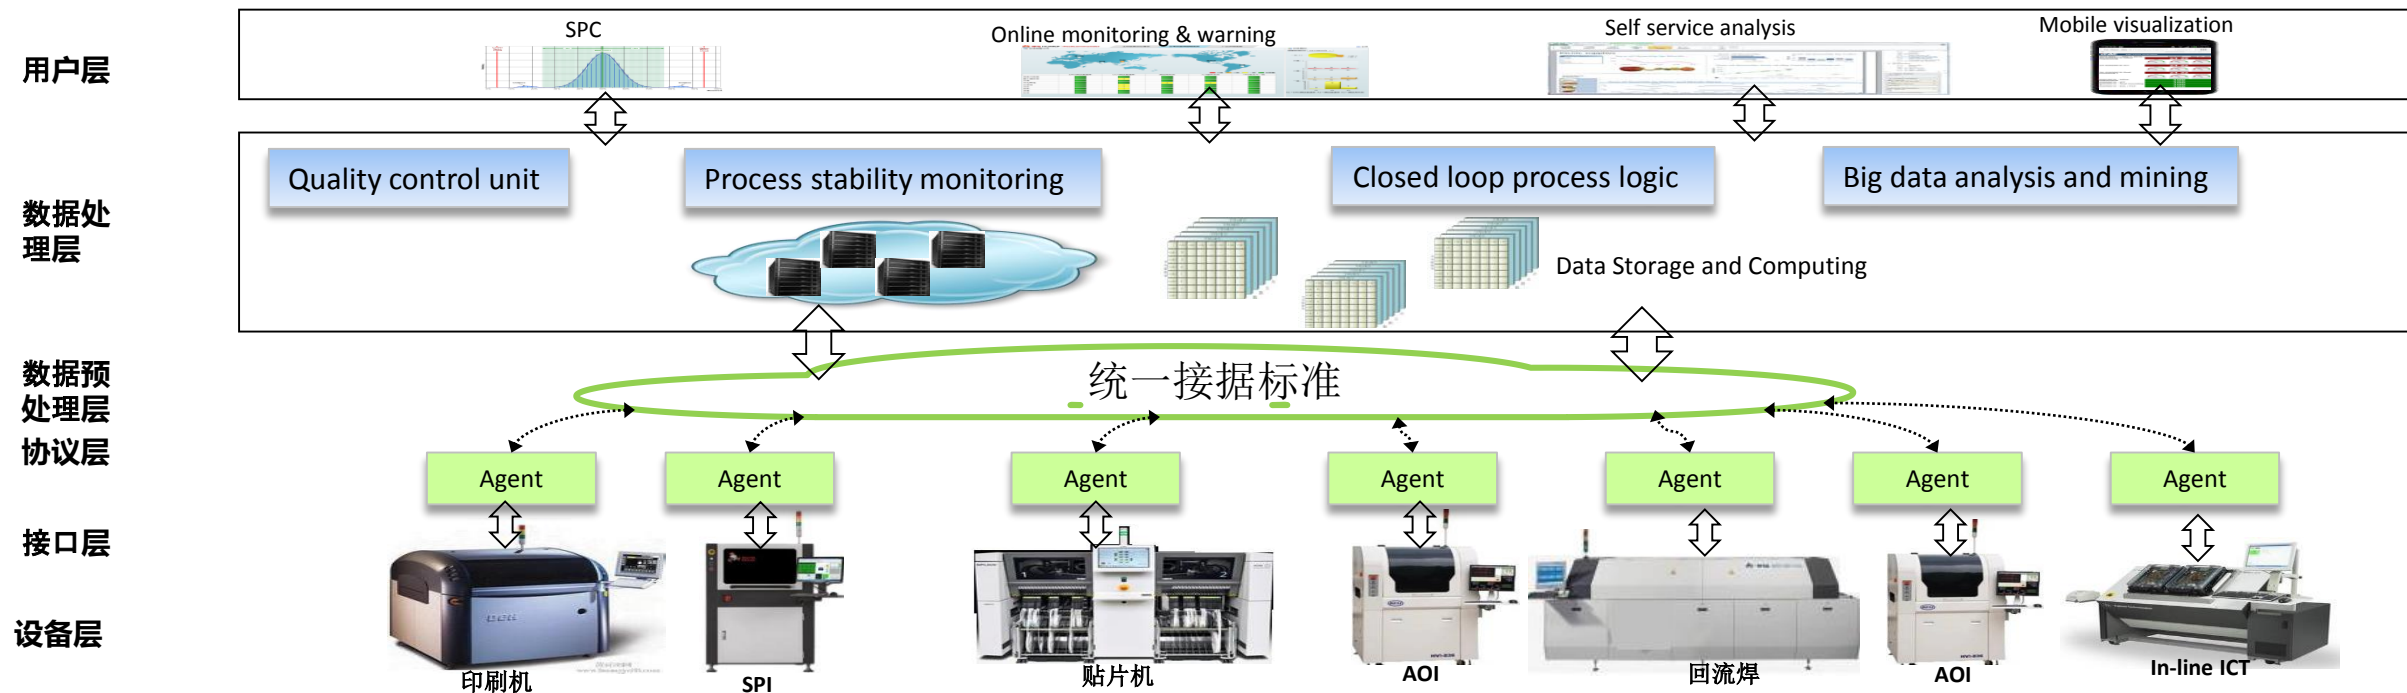 SPC
Online monitoring & warning
Self service analysis
Mobile visualization
用户层
Quality control unit
Process stability monitoring
Closed loop process logic
Big data analysis and mining
数据处
理层
Data Storage and Computing
数据预
处理层
统一接据标准
协议层
Agent
Agent
Agent
Agent
Agent
Agent
Agent
接口层
设备层
印刷机
SPI
贴片机
AOI
回流焊
AOI
In-line ICT